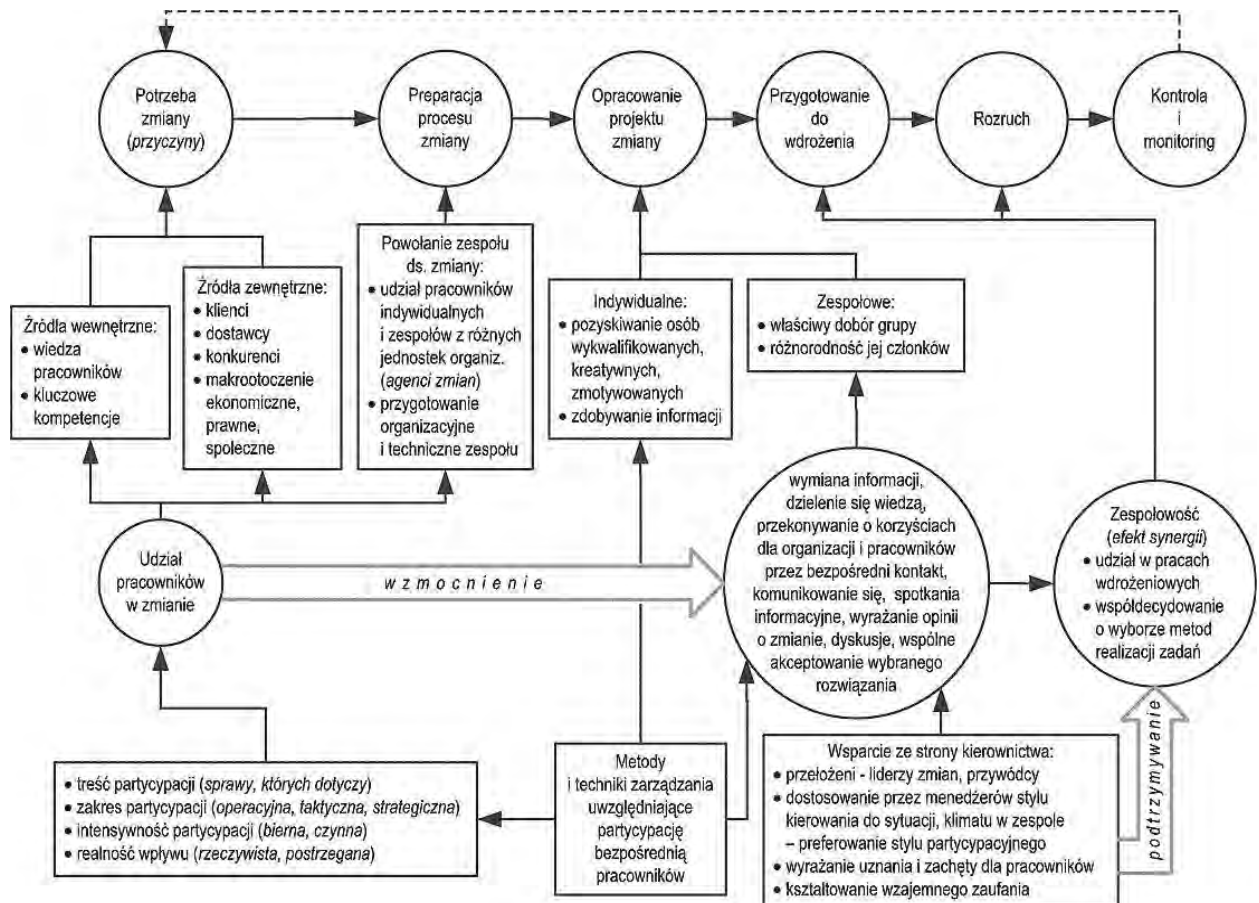 Potrzeba
zmiany
(przyczyny)
Preparacja
procesu
zmiany
Opracowanie
projektu
zmiany
Przygotowanie
do
wdrożenia
Rozruch
Kontrola
i
monitoring
Źródła wewnętrzne:
• wiedza
pracowników
• kluczowe
kompetencje
Źródła zewnętrzne:
• klienci
• dostawcy
• konkurenci
• makrootoczenie
ekonomiczne,
prawne,
społeczne
Powołanie zespołu
ds. zmiany:
• udział pracowników
indywidualnych
i zespołów z różnych
jednostek organiz.
(agenci zmian)
• przygotowanie
organizacyjne
i techniczne zespołu
Indywidualne:
• pozyskiwanie osób
wykwalifikowanych,
kreatywnych,
zmotywowanych
• zdobywanie informacji
Zespołowe:
• właściwy dobór grupy
• różnorodność jej członków
Udział
pracowników
w zmianie
wzmocnienie
wymiana informacji,
dzielenie się wiedzą,
przekonywanie o korzyściach
dla organizacji i pracowników
przez bezpośredni kontakt,
komunikowanie się, spotkania
informacyjne, wyrażanie opinii
o zmianie, dyskusje, wspólne
akceptowanie wybranego
rozwiązania
Zespołowość
(efekt synergii)
• udział w pracach
wdrożeniowych
• współdecydowanie
o wyborze metod
realizacji zadań
• treść partycypacji (sprawy, których dotyczy)
• zakres partycypacji (operacyjna, taktyczna, strategiczna)
• intensywność partycypacji (bierna, czynna)
• realność wpływu (rzeczywista, postrzegana)
Metody
i techniki zarządzania
uwzględniające
partycypację
bezpośrednią
pracowników
Wsparcie ze strony kierownictwa:
• przełożeni - liderzy zmian, przywódcy
• dostosowanie przez menedżerów stylu
kierowania do sytuacji, klimatu w zespole
– preferowanie stylu partycypacyjnego
• wyrażanie uznania i zachęty dla pracowników
• kształtowanie wzajemnego zaufania
podtrzymywanie